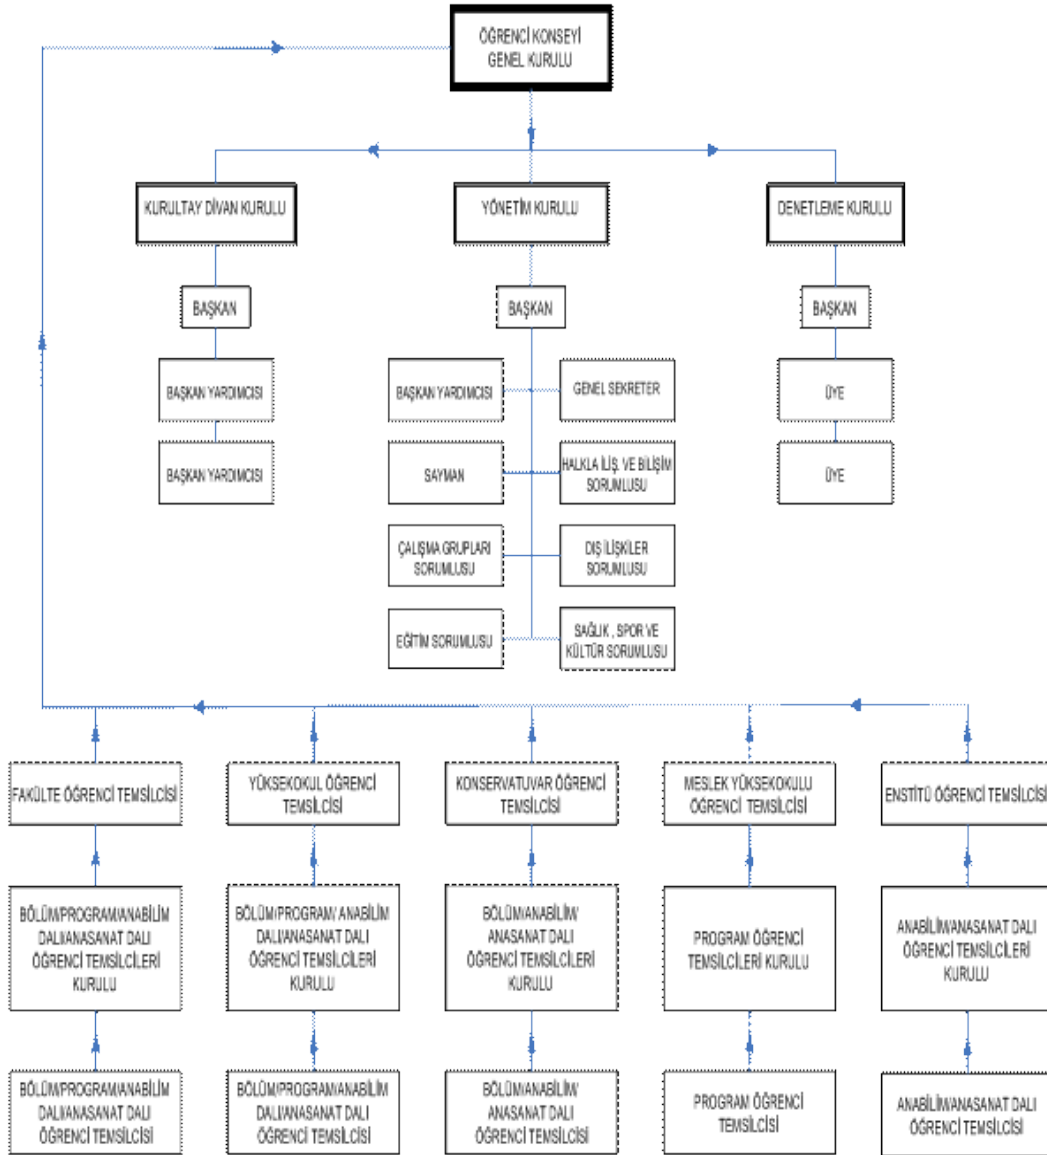 ÖĞRENCİ KONSEYİ
GENEL KURULU
KURULTAY DİVAN KURULU
YÖNETİM KURULU
DENETLEME KURULU
BAŞKAN
BAŞKAN
BAŞKAN
BAŞKAN YARDIMCISI
BAŞKAN YARDIMCISI
GENEL SEKRETER
ÜYE
BAŞKAN YARDIMCISI
SAYMAN
HALKLA İLİŞ. VE BİLİŞİM
SORUMLUSU
ÜYE
ÇALIŞMA GRUPLARI
SORUMLUSU
DIŞ İLİŞKİLER
SORUMLUSU
EĞİTİM SORUMLUSU
SAĞLIK , SPOR VE
KÜLTÜR SORUMLUSU
FAKÜLTE ÖĞRENCİ TEMSİLCİSİ
YÜKSEKOKUL ÖĞRENCİ
TEMSİLCİSİ
KONSERVATUVAR ÖĞRENCİ
TEMSİLCİSİ
MESLEK YÜKSEKOKULU
ÖĞRENCİ TEMSİLCİSİ
ENSTİTÜ ÖĞRENCİ TEMSİLCİSİ
BÖLÜM/PROGRAM/ANABİLİM
DALI/ANASANAT DALI
ÖĞRENCİ TEMSİLCİLERİ
KURULU
BÖLÜM/PROGRAM/ ANABİLİM
DALI/ANASANAT DALI
ÖĞRENCİ TEMSİLCİLERİ
KURULU
BÖLÜM/ANABİLİM/
ANASANAT DALI
ÖĞRENCİ TEMSİLCİLERİ
KURULU
PROGRAM ÖĞRENCİ
TEMSİLCİLERİ KURULU
ANABİLİM/ANASANAT DALI
ÖĞRENCİ TEMSİLCİLERİ
KURULU
BÖLÜM/PROGRAM/ANABİLİM
DALI/ANASANAT DALI
ÖĞRENCİ TEMSİLCİSİ
BÖLÜM/PROGRAM/ANABİLİM
DALI/ANASANAT DALI
ÖĞRENCİ TEMSİLCİSİ
BÖLÜM/ANABİLİM/
ANASANAT DALI
ÖĞRENCİ TEMSİLCİSİ
PROGRAM ÖĞRENCİ
TEMSİLCİSİ
ANABİLİM/ANASANAT DALI
ÖĞRENCİ TEMSİLCİSİ